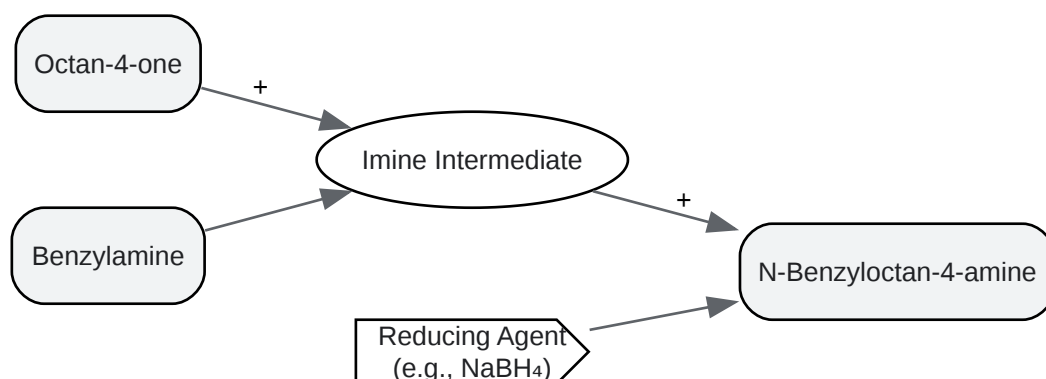 Octan-4-one
+
Imine Intermediate
+
Benzylamine
N-Benzyloctan-4-amine
Reducing Agent
(e.g., NaBH₄)